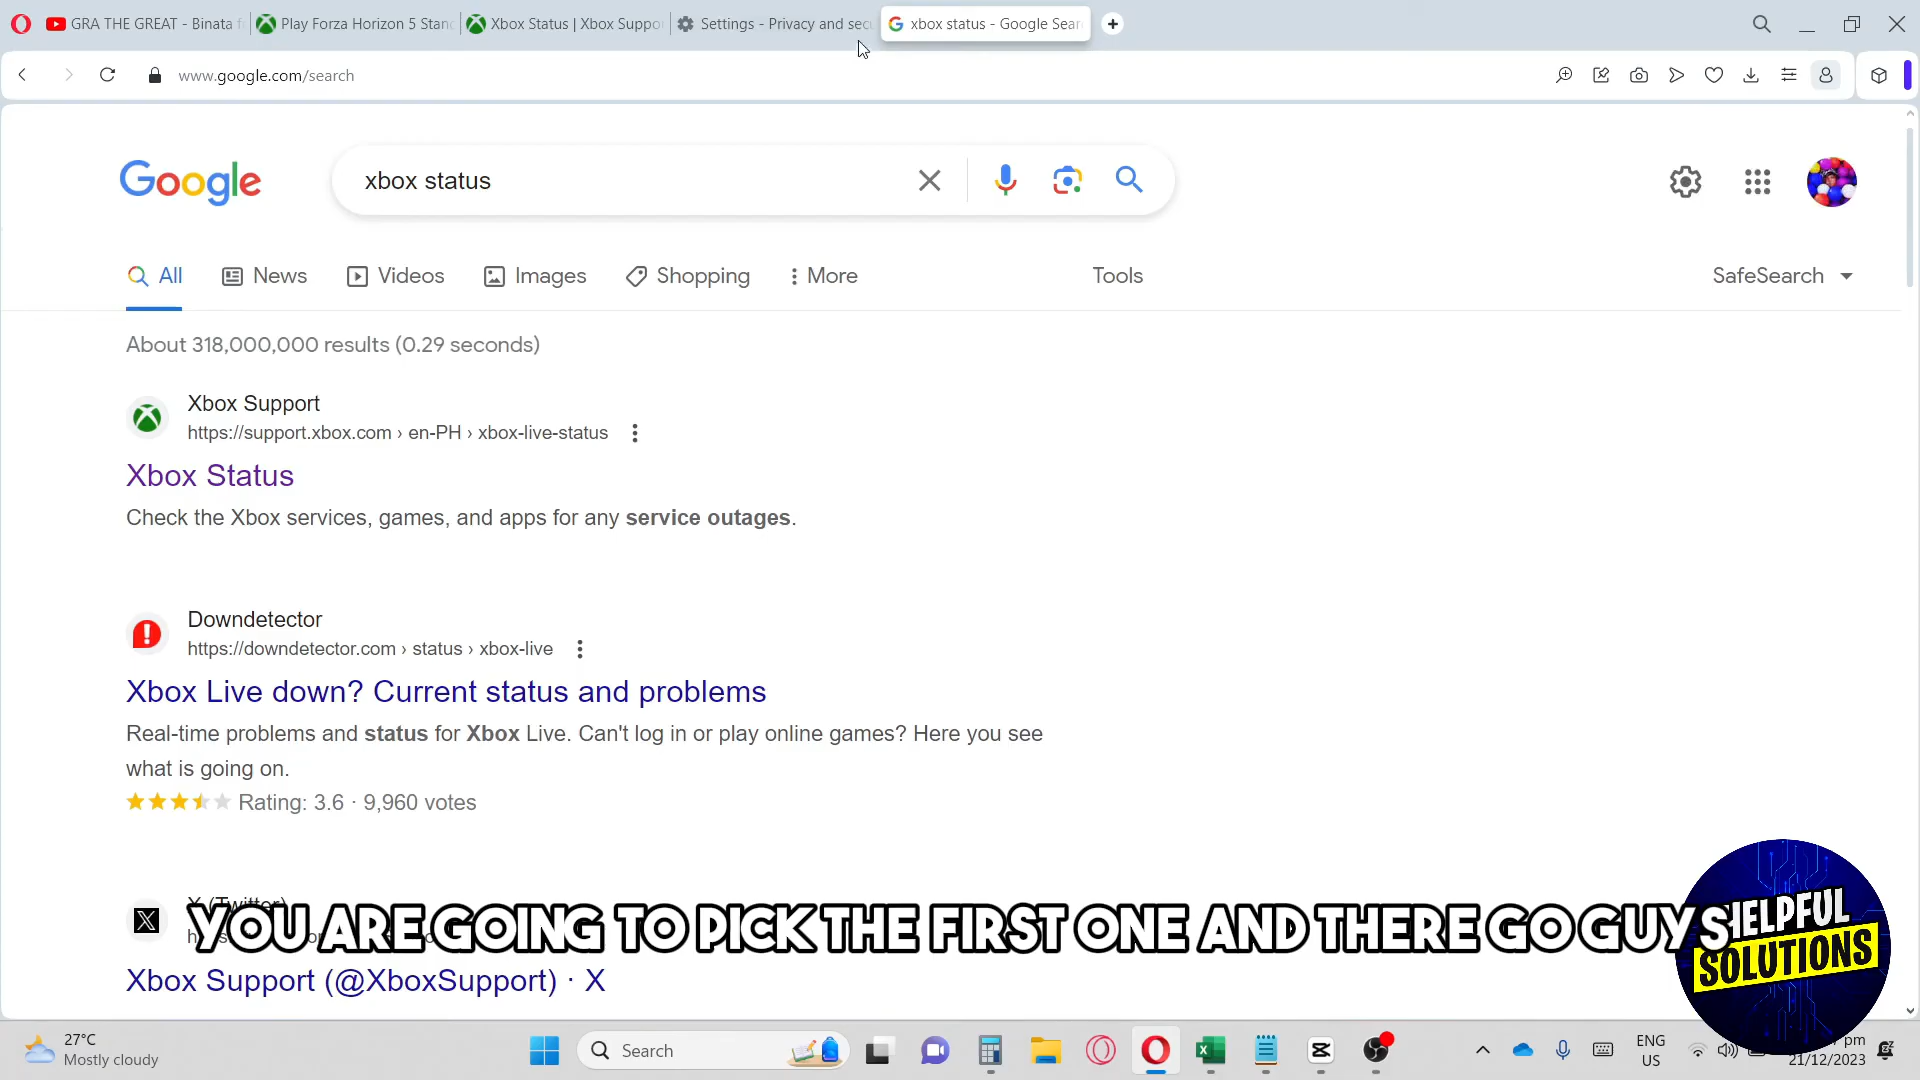 GRA THE GREAT - Binata f
Play Forza Horizon 5 Stand
Xbox Status | Xbox Suppo
Settings - Privacy and secu
xbox status - Google Sear
www.google.com/search
Google
xbox status
All
News
Videos
Images
Shopping
More
Tools
SafeSearch
About 318,000,000 results (0.29 seconds)
Xbox Support
https://support.xbox.com › en-PH › xbox-live-status
Xbox Status
Check the Xbox services, games, and apps for any service outages.
Downdetector
https://downdetector.com › status › xbox-live
Xbox Live down? Current status and problems
Real-time problems and status for Xbox Live. Can't log in or play online games? Here you see
what is going on.
Rating: 3.6 · 9,960 votes
X (Twitter)
YOU ARE GOING TO PICK THE FIRST ONE AND THERE GO GUYS
HELPFUL
SOLUTIONS
Xbox Support (@XboxSupport) · X
27°C
Mostly cloudy
Search
ENG
US
pm
21/12/2023